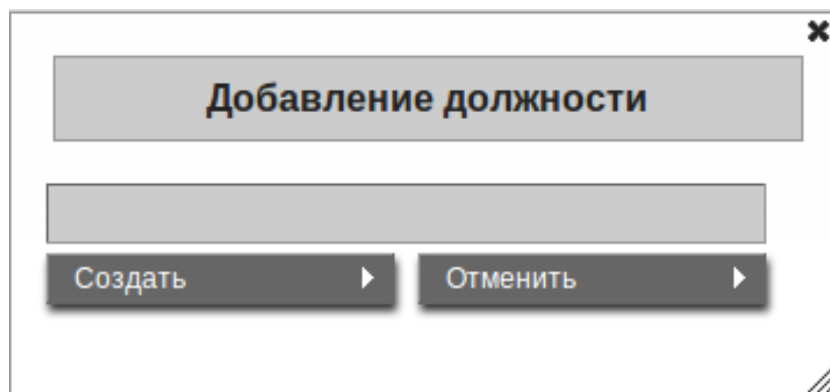 Добавление должности
Создать
Отменить